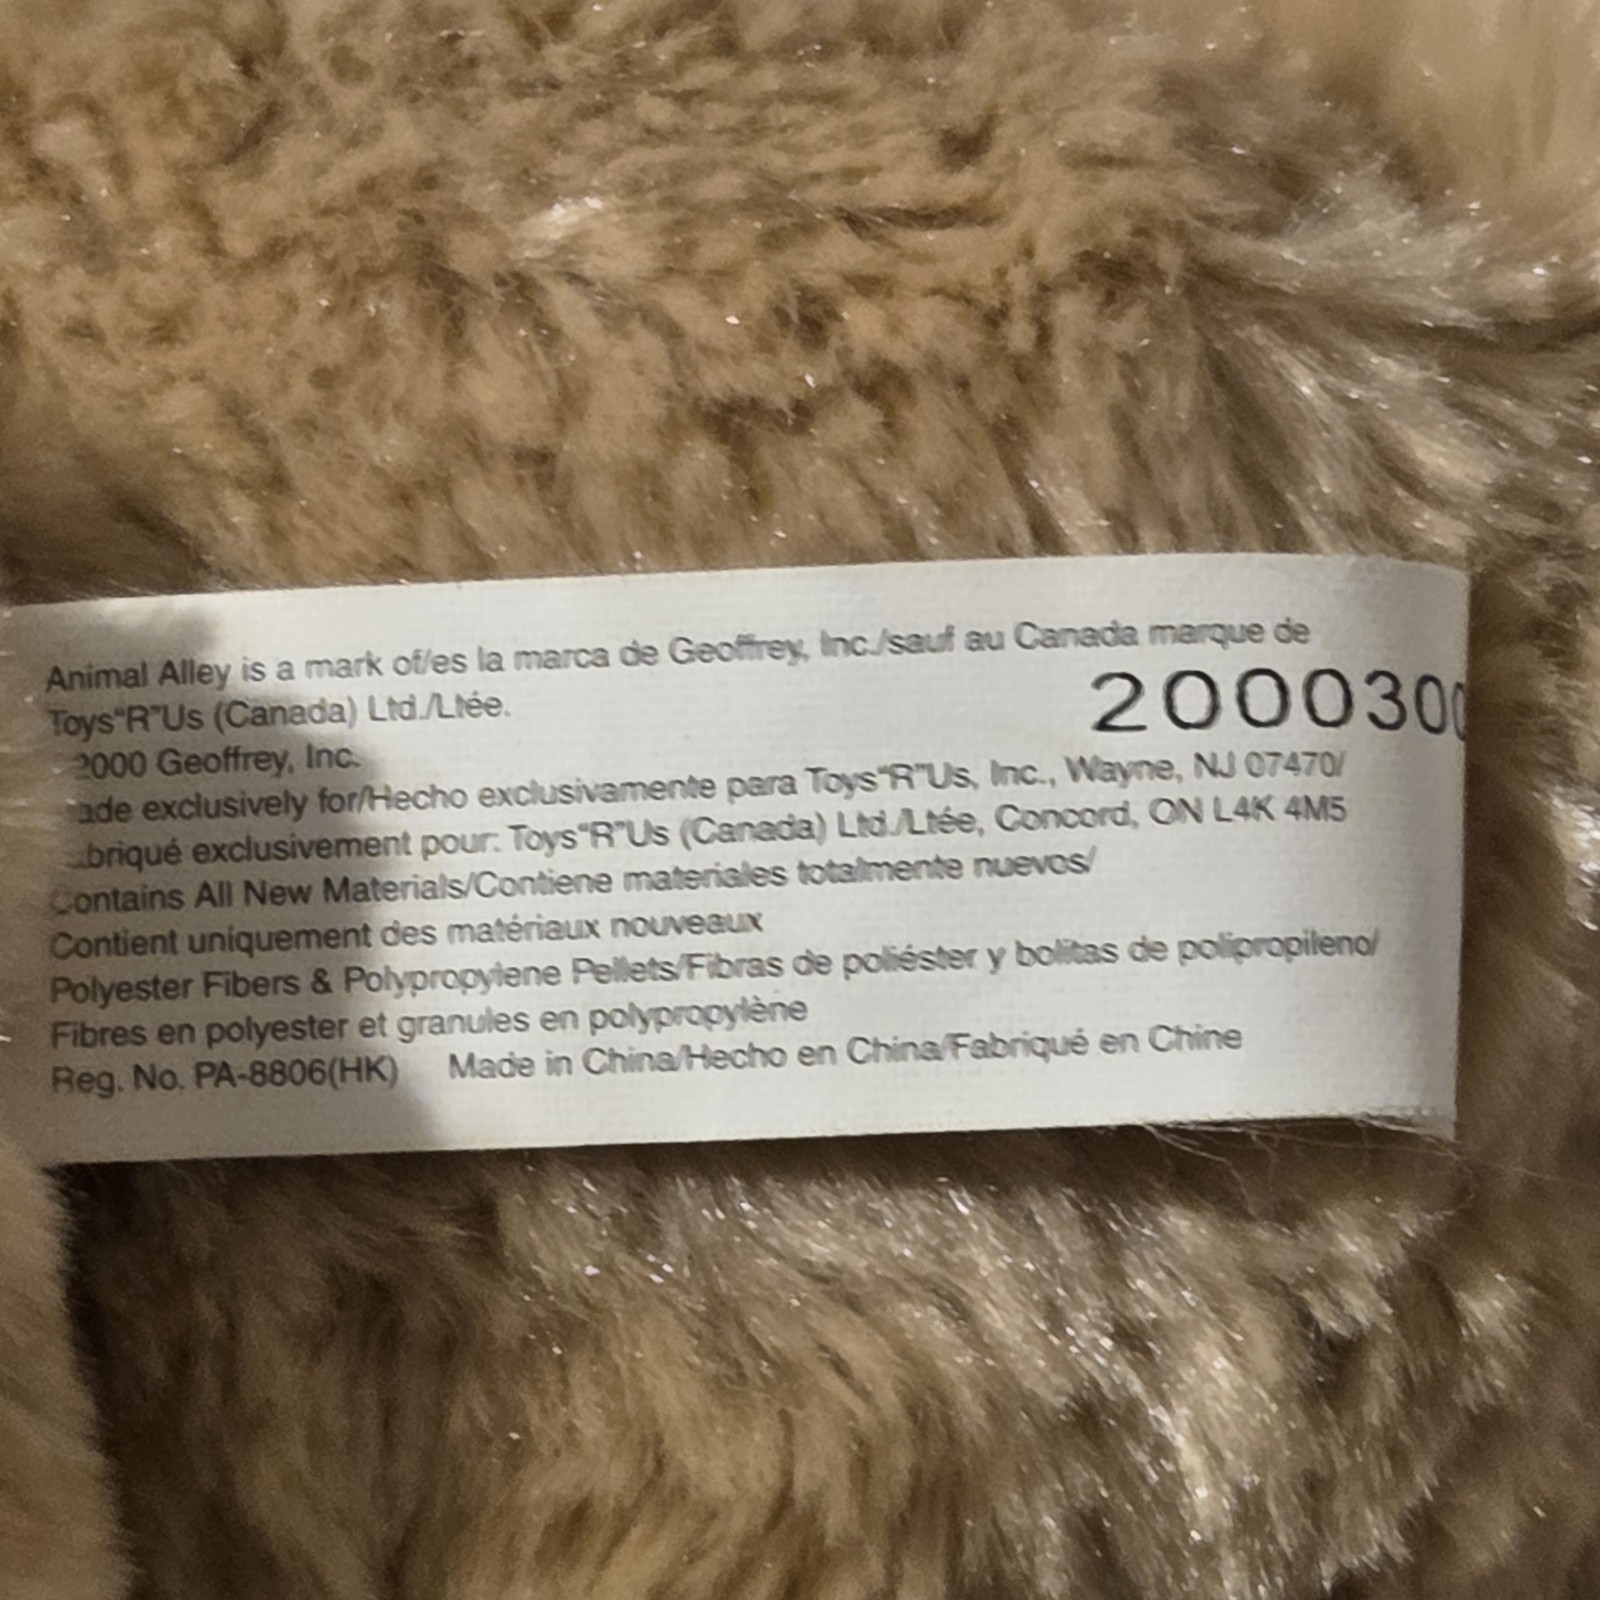 Animal Alley is a mark of/es la marca de Geoffrey, Inc./sauf au Canada marque de
Toys"R"Us (Canada) Ltd./Ltée.
200030
2000 Geoffrey, Inc.
ade exclusively for/Hecho exclusivamente para Toys"R"Us, Inc., Wayne, NJ 07470/
briqué exclusivement pour: Toys"R"Us (Canada) Ltd./Ltée, Concord, ON L4K 4M5
Contains All New Materials/Contiene materiales totalmente nuevos/
Contient uniquement des matériaux nouveaux
Polyester Fibers & Polypropylene Pellets/Fibras de poliéster y bolitas de polipropileno/
Fibres en polyester et granules en polypropylène
Reg. No. PA-8806(HK) Made in China/Hecho en China/Fabriqué en Chine